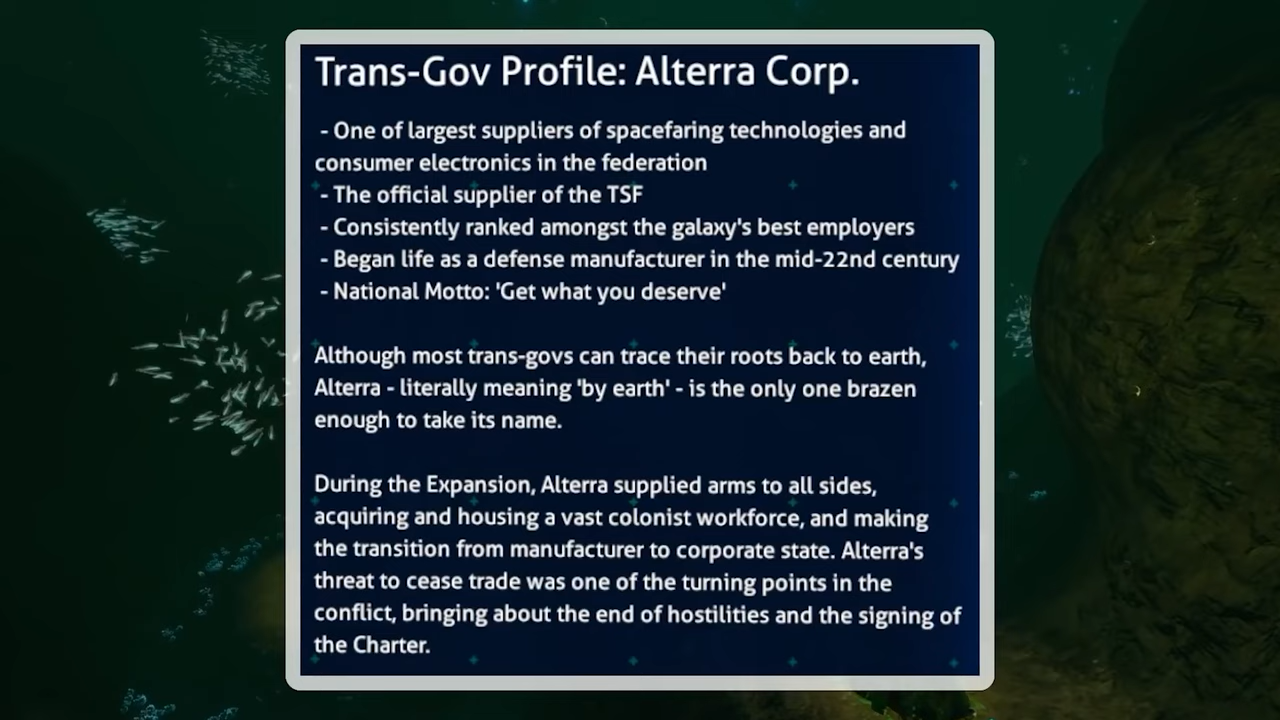 Trans-Gov Profile: Alterra Corp.
- One of largest suppliers of spacefaring technologies and
consumer electronics in the federation
- The official supplier of the TSF
- Consistently ranked amongst the galaxy's best employers
- Began life as a defense manufacturer in the mid-22nd century
- National Motto: 'Get what you deserve'
Although most trans-govs can trace their roots back to earth,
Alterra - literally meaning 'by earth' - is the only one brazen
enough to take its name.
During the Expansion, Alterra supplied arms to all sides,
acquiring and housing a vast colonist workforce, and making
the transition from manufacturer to corporate state. Alterra's
threat to cease trade was one of the turning points in the
conflict, bringing about the end of hostilities and the signing of
the Charter.